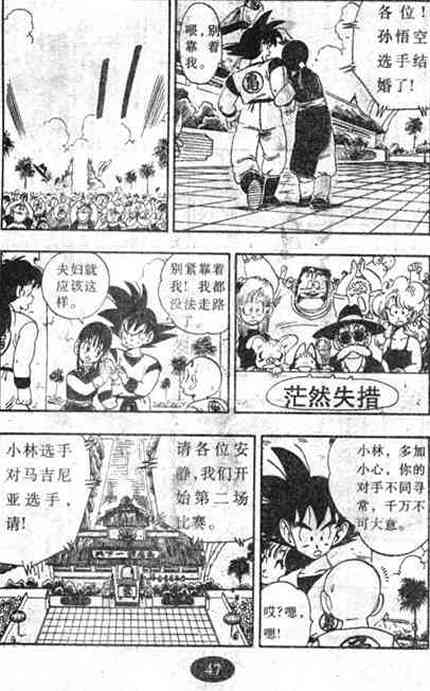 各位！
孙悟空
选手结
婚了！
喂，别
靠着
我。
茫然失措
别紧靠着
我！我都
没法走路
了。
夫妇就
应该这
样。
小林，多加
小心，你的
对手不同寻
常，千万不
可大意。
哎？嗯，
嗯！
请各位安
静，我们开
始第二场
比赛。
小林选手
对马吉尼
亚选手，
请！
47